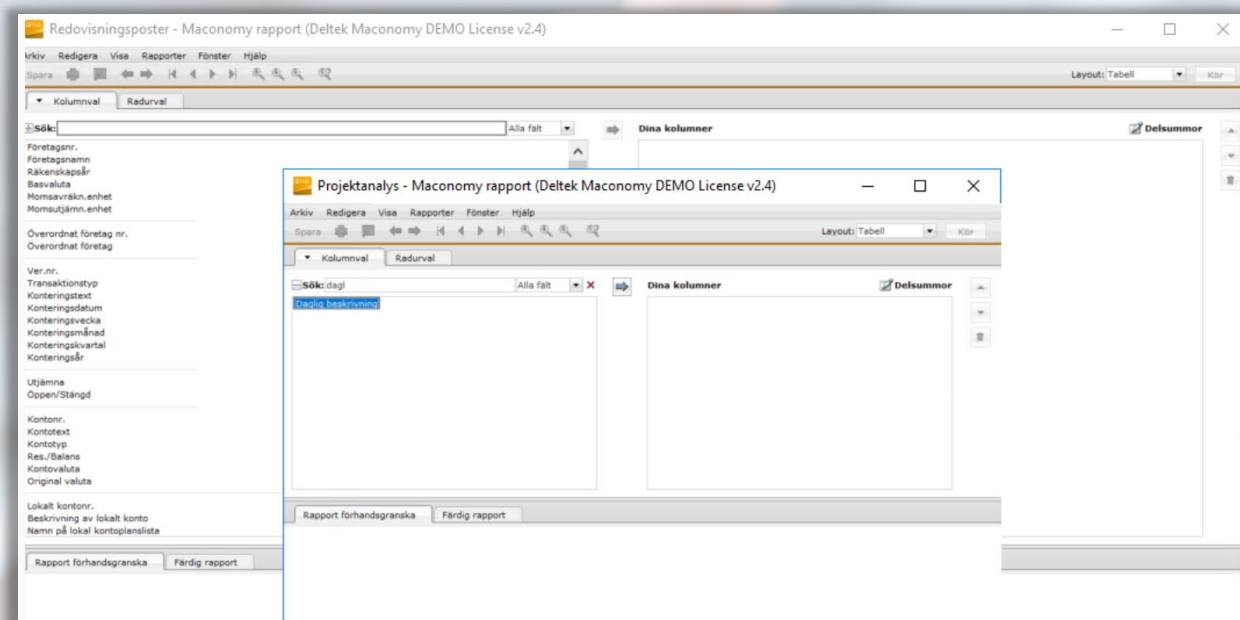 Redovisningsposter - Maconomy rapport (Deltek Maconomy DEMO License v2.4)
Arkiv Redigera Visa Rapporter Fönster Hjälp
Spara Layout: Tabell Kör
Kolumnval Radurval
Sök: Alla fält Dina kolumner Delsummor
Företagsnr.
Företagsnamn
Räkenskapsår
Basvaluta
Momsavräkn.enhet
Momsutjämn.enhet
Överordnat företag nr.
Överordnat företag
Ver.nr.
Transaktionstyp
Konteringstext
Konteringsdatum
Konteringsvecka
Konteringsmånad
Konteringskvartal
Konteringsår
Utjämna
Öppen/Stängd
Kontonr.
Kontotext
Kontotyp
Res./Balans
Kontovaluta
Original valuta
Lokalt kontonr.
Beskrivning av lokalt konto
Namn på lokal kontoplanslista
Rapport förhandsgranska Färdig rapport
Projektanalys - Maconomy rapport (Deltek Maconomy DEMO License v2.4)
Arkiv Redigera Visa Rapporter Fönster Hjälp
Spara Layout: Tabell Kör
Kolumnval Radurval
Sök: dagl Alla fält Dina kolumner Delsummor
Daglig beskrivning
Rapport förhandsgranska Färdig rapport